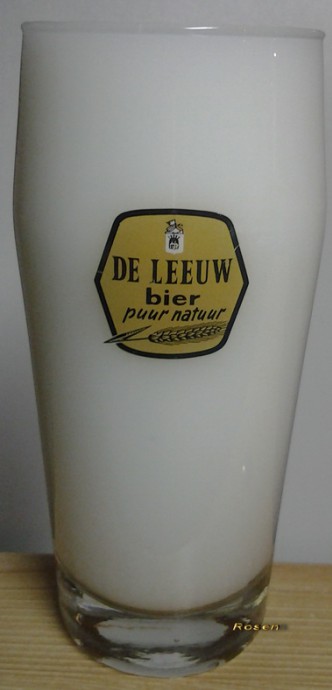 DE LEEUW
bier
puur natuur
Rosen